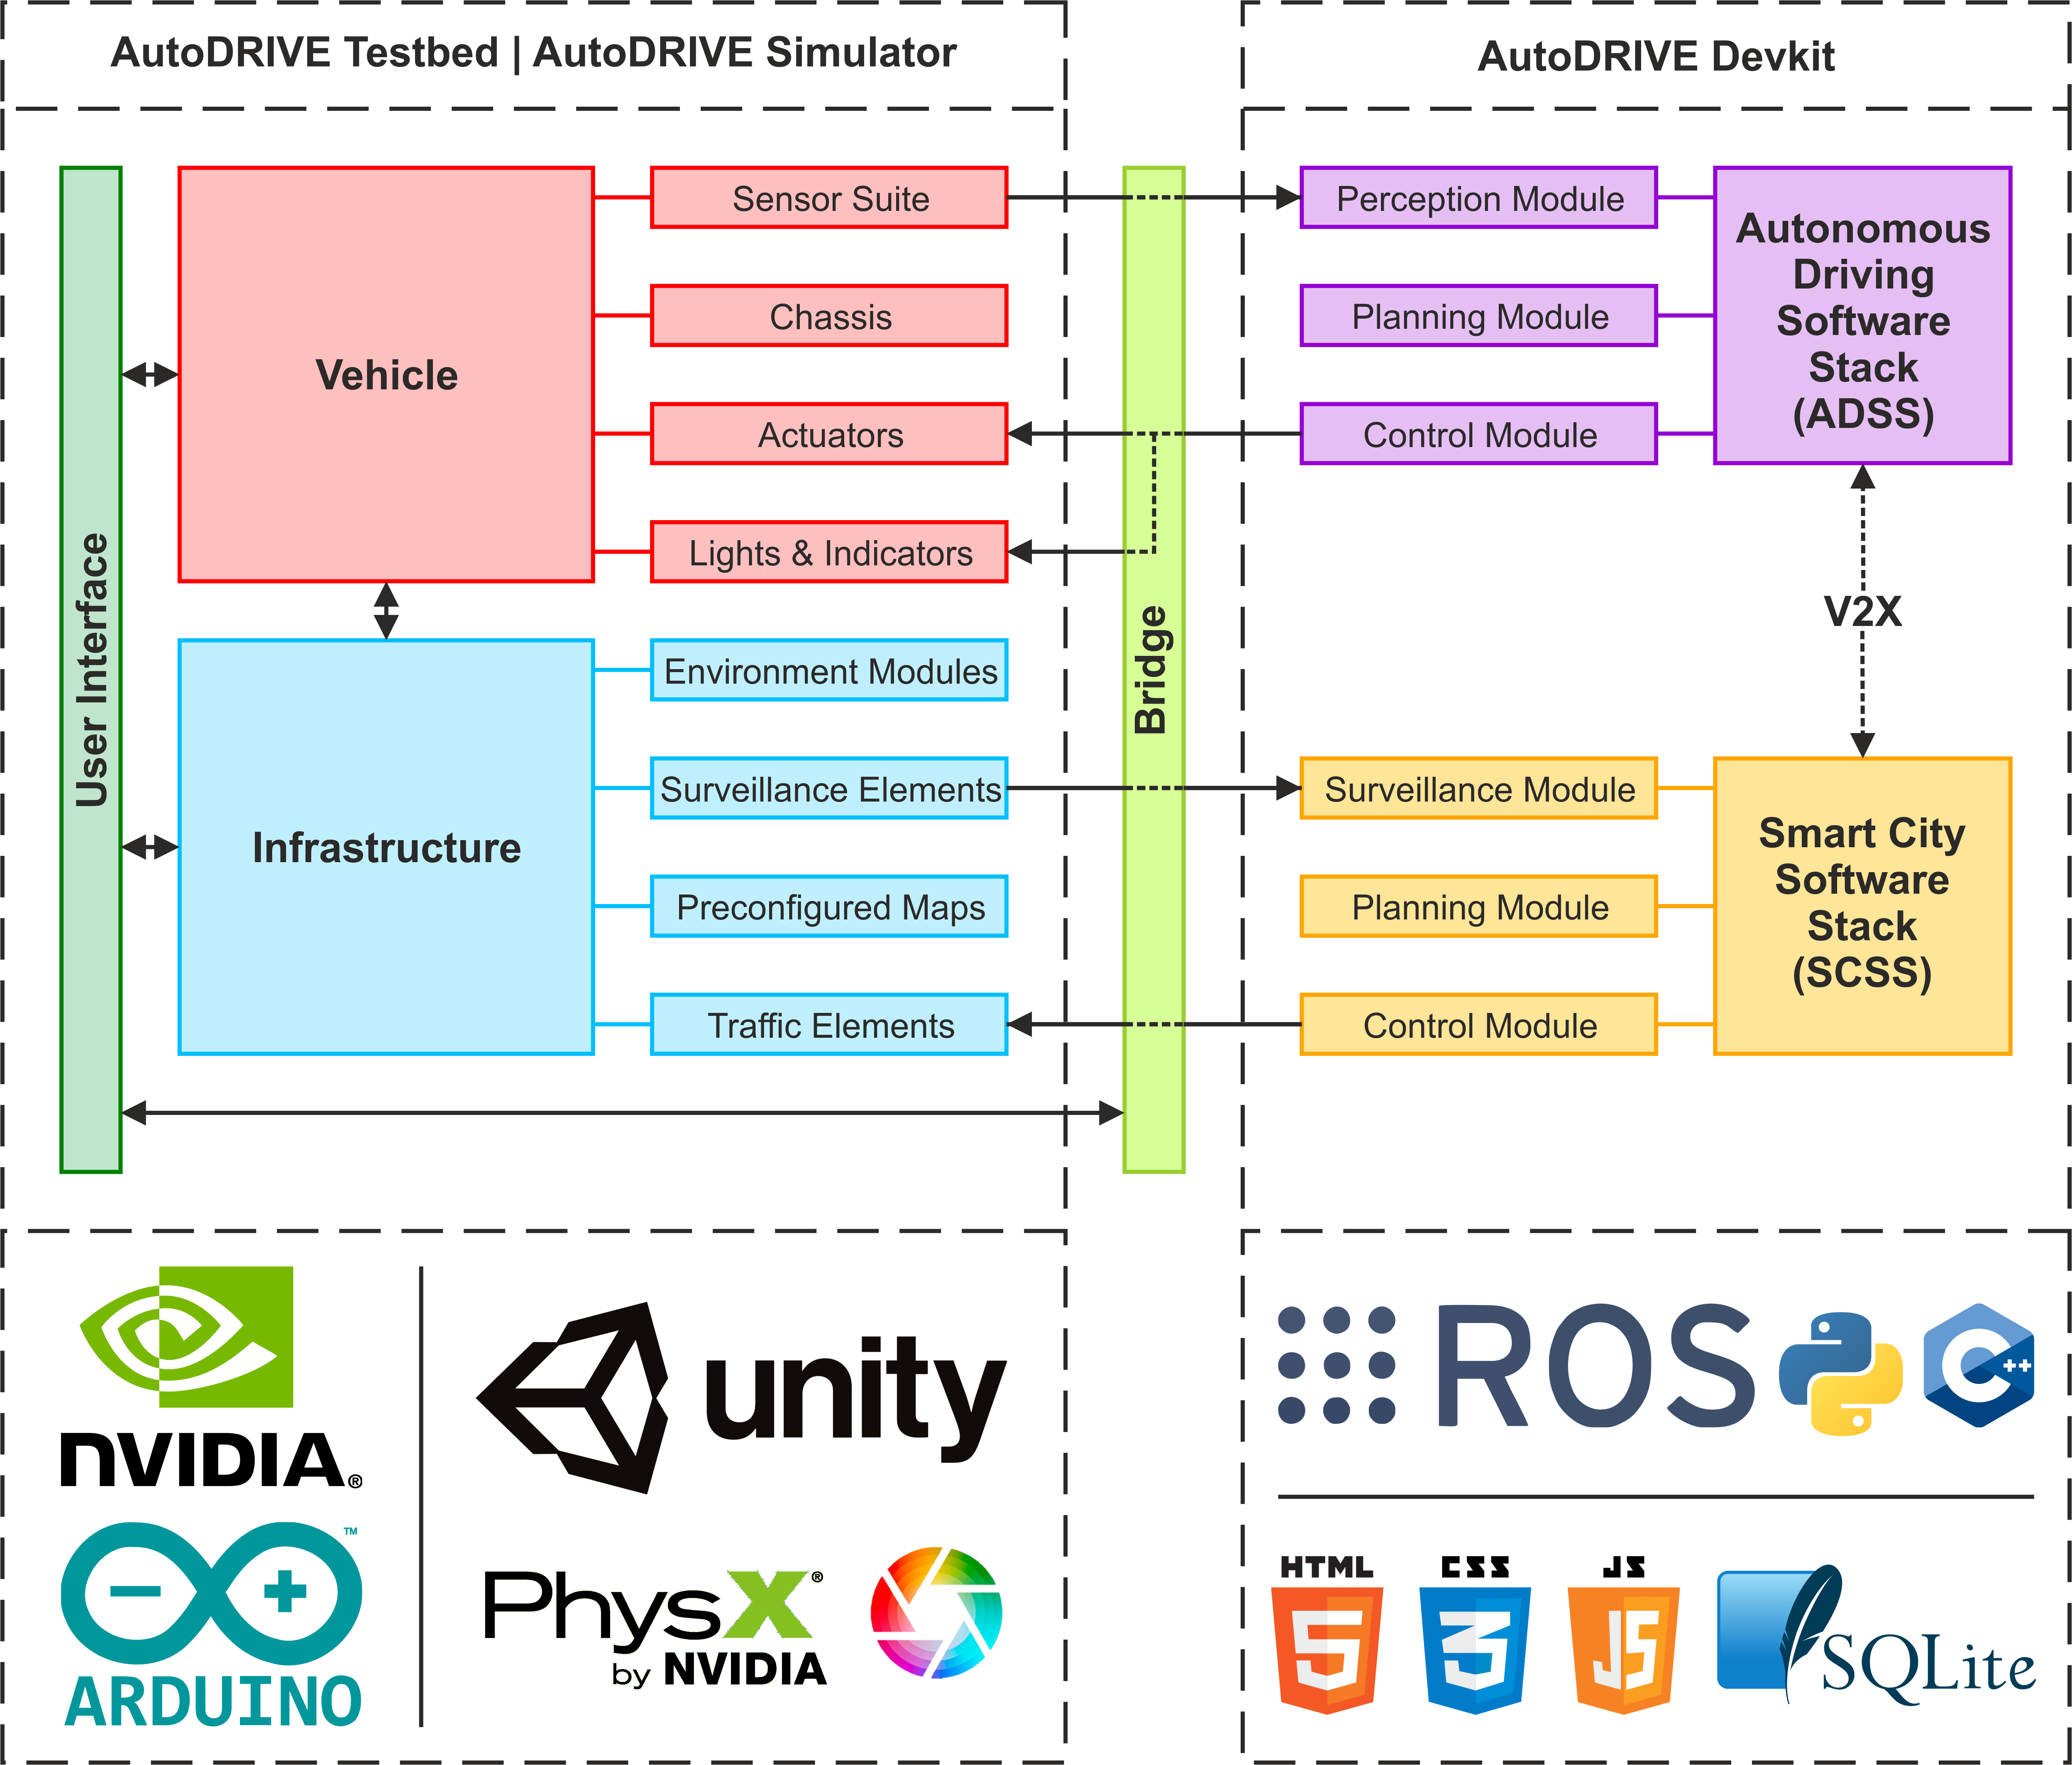 AutoDRIVE Testbed | AutoDRIVE Simulator
AutoDRIVE Devkit
User Interface
Vehicle
Sensor Suite
Chassis
Actuators
Lights & Indicators
Infrastructure
Environment Modules
Surveillance Elements
Preconfigured Maps
Traffic Elements
Bridge
Perception Module
Planning Module
Control Module
Autonomous
Driving
Software
Stack
(ADSS)
V2X
Surveillance Module
Planning Module
Control Module
Smart City
Software
Stack
(SCSS)
NVIDIA®
ARDUINO™
unity
PhysX®
by NVIDIA
ROS
C++
HTML
5
CSS
3
JS
JS
SQLite